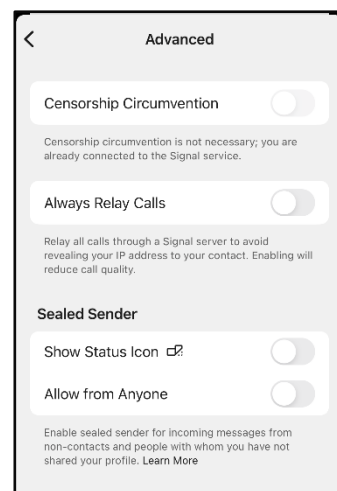 Advanced
Censorship Circumvention
Censorship circumvention is not necessary; you are
already connected to the Signal service.
Always Relay Calls
Relay all calls through a Signal server to avoid
revealing your IP address to your contact. Enabling will
reduce call quality.
Sealed Sender
Show Status Icon
Allow from Anyone
Enable sealed sender for incoming messages from
non-contacts and people with whom you have not
shared your profile. Learn More